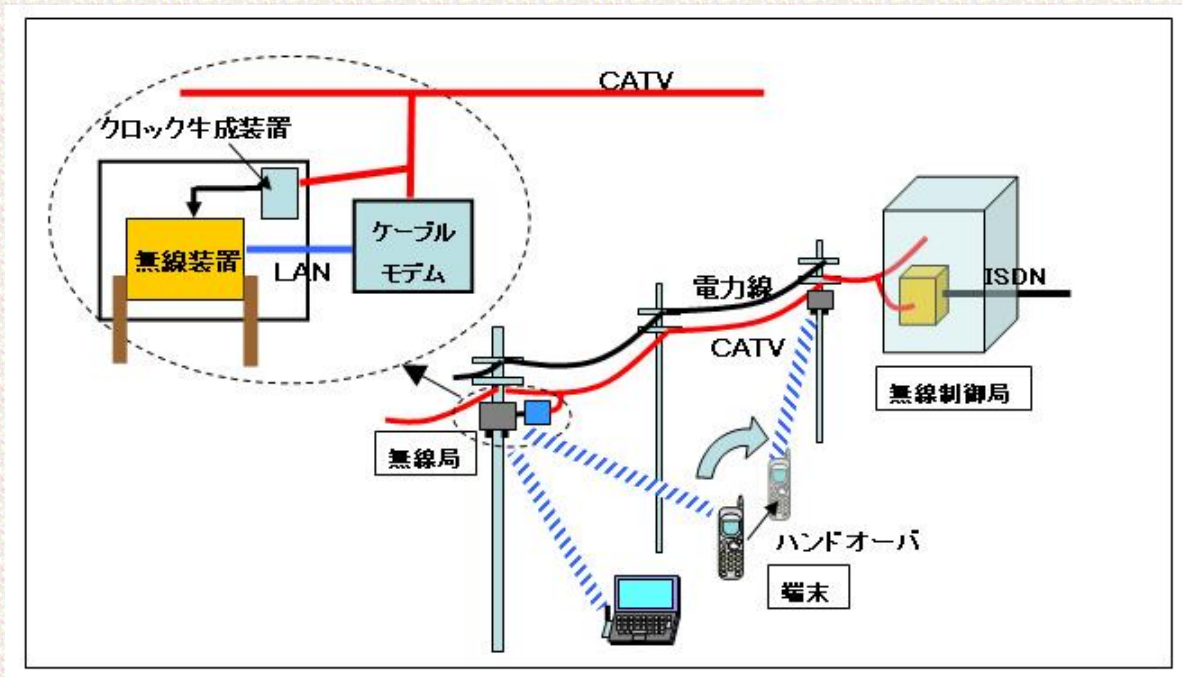 CATV
クロック生成装置
無線装置
LAN
ケーブル
モデム
電力線
CATV
ISDN
無線制御局
無線局
ハンドオーバ
端末